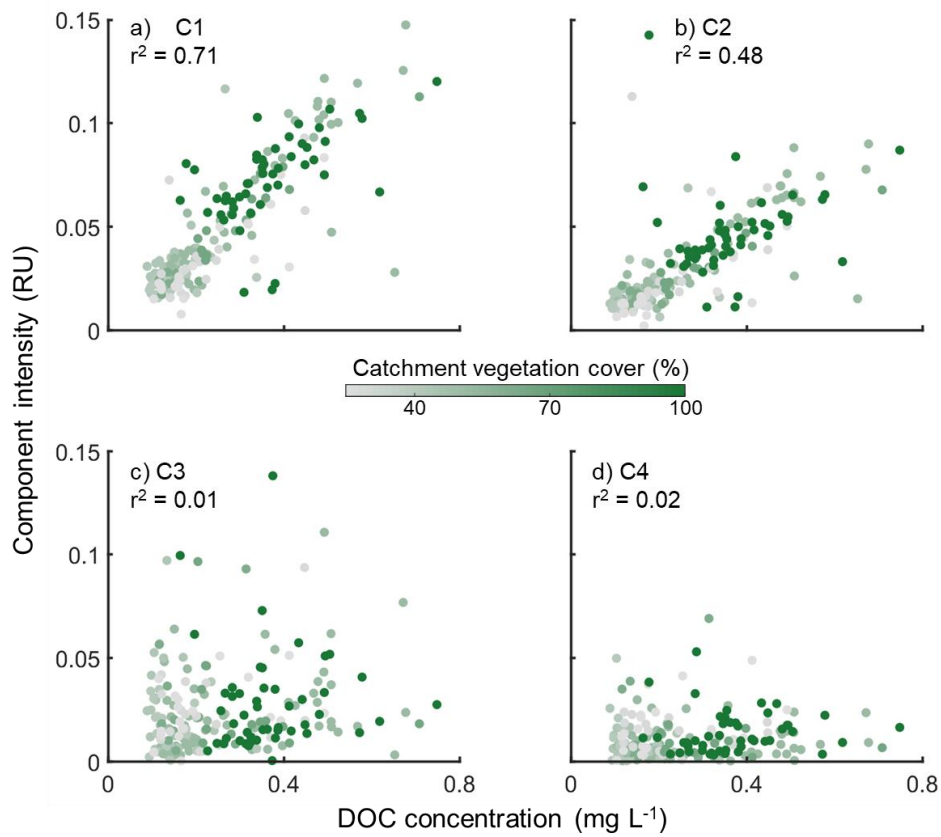 0.15
a) C1
r² = 0.71
0.1
0.05
0
b) C2
r² = 0.48
Component intensity (RU)
Catchment vegetation cover (%)
40 70 100
0.15
c) C3
r² = 0.01
0.1
0.05
0
0.4
0.8
d) C4
r² = 0.02
0
0.4
0.8
DOC concentration (mg L⁻¹)